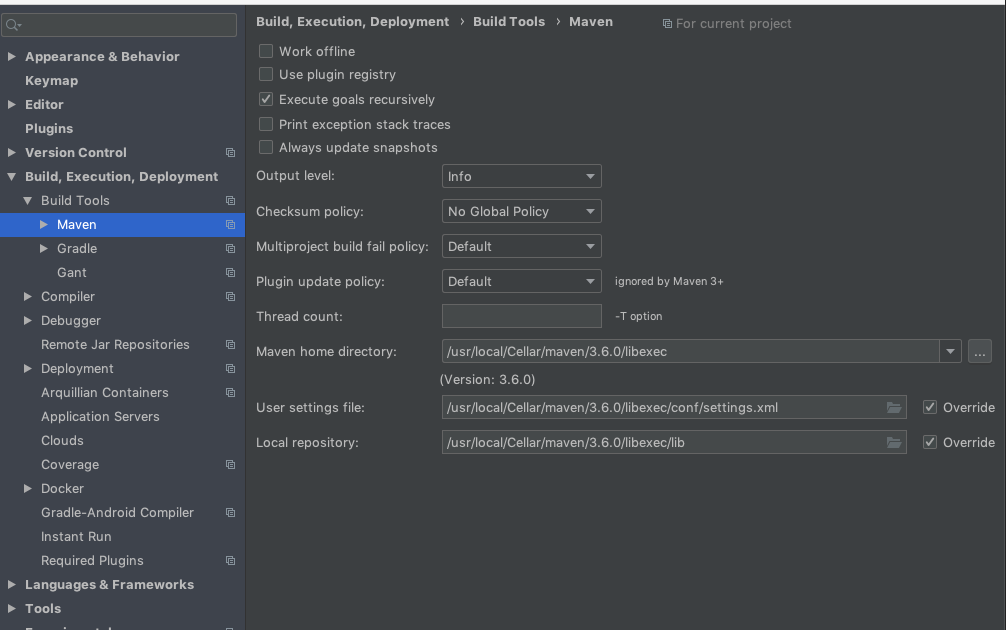 Build, Execution, Deployment › Build Tools › Maven For current project
Appearance & Behavior
Keymap
Editor
Plugins
Version Control
Build, Execution, Deployment
Build Tools
Maven
Gradle
Gant
Compiler
Debugger
Remote Jar Repositories
Deployment
Arquillian Containers
Application Servers
Clouds
Coverage
Docker
Gradle-Android Compiler
Instant Run
Required Plugins
Languages & Frameworks
Tools
Work offline
Use plugin registry
Execute goals recursively
Print exception stack traces
Always update snapshots
Output level: Info
Checksum policy: No Global Policy
Multiproject build fail policy: Default
Plugin update policy: Default ignored by Maven 3+
Thread count: -T option
Maven home directory: /usr/local/Cellar/maven/3.6.0/libexec ...
(Version: 3.6.0)
User settings file: /usr/local/Cellar/maven/3.6.0/libexec/conf/settings.xml Override
Local repository: /usr/local/Cellar/maven/3.6.0/libexec/lib Override